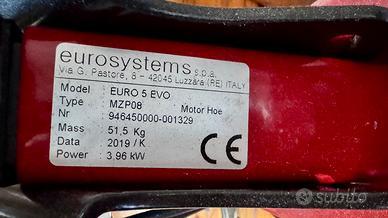 eurosystems s.p.a.
Via G. Pastore, 8 - 42045 Luzzara (RE) ITALY
Model : EURO 5 EVO
Type : MZP08 Motor Hoe
Nr : 946450000-001329
Mass : 51,5 Kg
Data : 2019 / K
Power : 3,96 kW
CE
subito